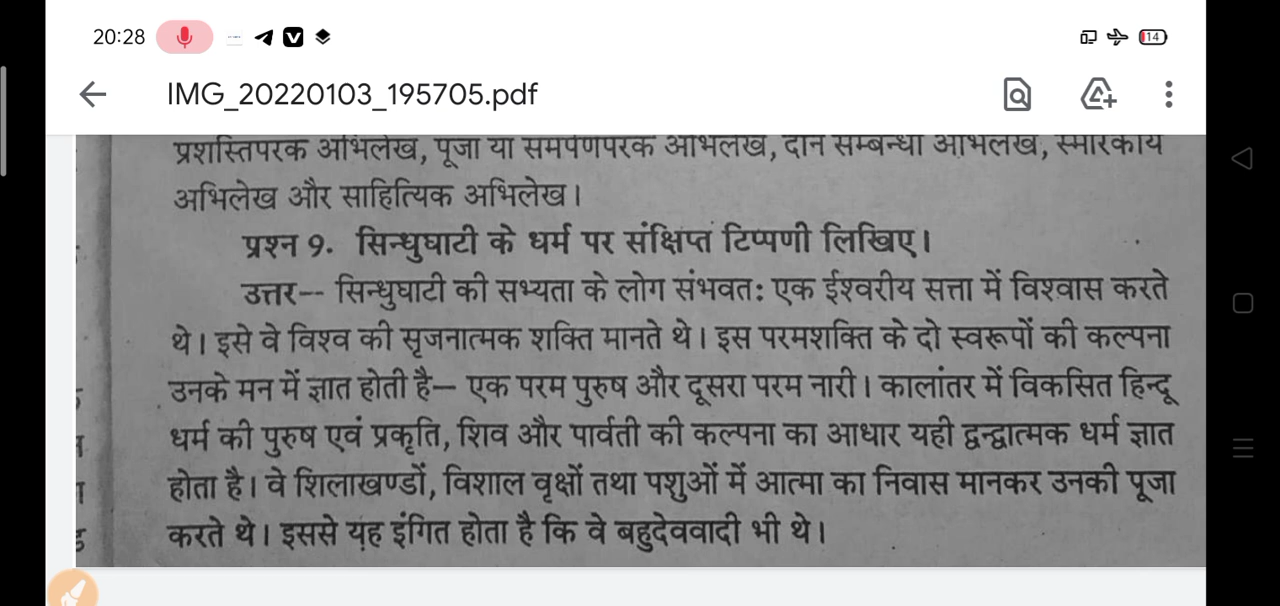 20:28
14
IMG_20220103_195705.pdf
प्रशस्तिपरक अभिलेख, पूजा या समर्पणपरक अभिलेख, दान सम्बन्धी अभिलेख, स्मारकीय
अभिलेख और साहित्यिक अभिलेख।
प्रश्न 9. सिन्धुघाटी के धर्म पर संक्षिप्त टिप्पणी लिखिए।
उत्तर-- सिन्धुघाटी की सभ्यता के लोग संभवतः एक ईश्वरीय सत्ता में विश्वास करते
थे। इसे वे विश्व की सृजनात्मक शक्ति मानते थे। इस परमशक्ति के दो स्वरूपों की कल्पना
उनके मन में ज्ञात होती है— एक परम पुरुष और दूसरा परम नारी। कालांतर में विकसित हिन्दू
धर्म की पुरुष एवं प्रकृति, शिव और पार्वती की कल्पना का आधार यही द्वन्द्वात्मक धर्म ज्ञात
होता है। वे शिलाखण्डों, विशाल वृक्षों तथा पशुओं में आत्मा का निवास मानकर उनकी पूजा
करते थे। इससे यह इंगित होता है कि वे बहुदेववादी भी थे।